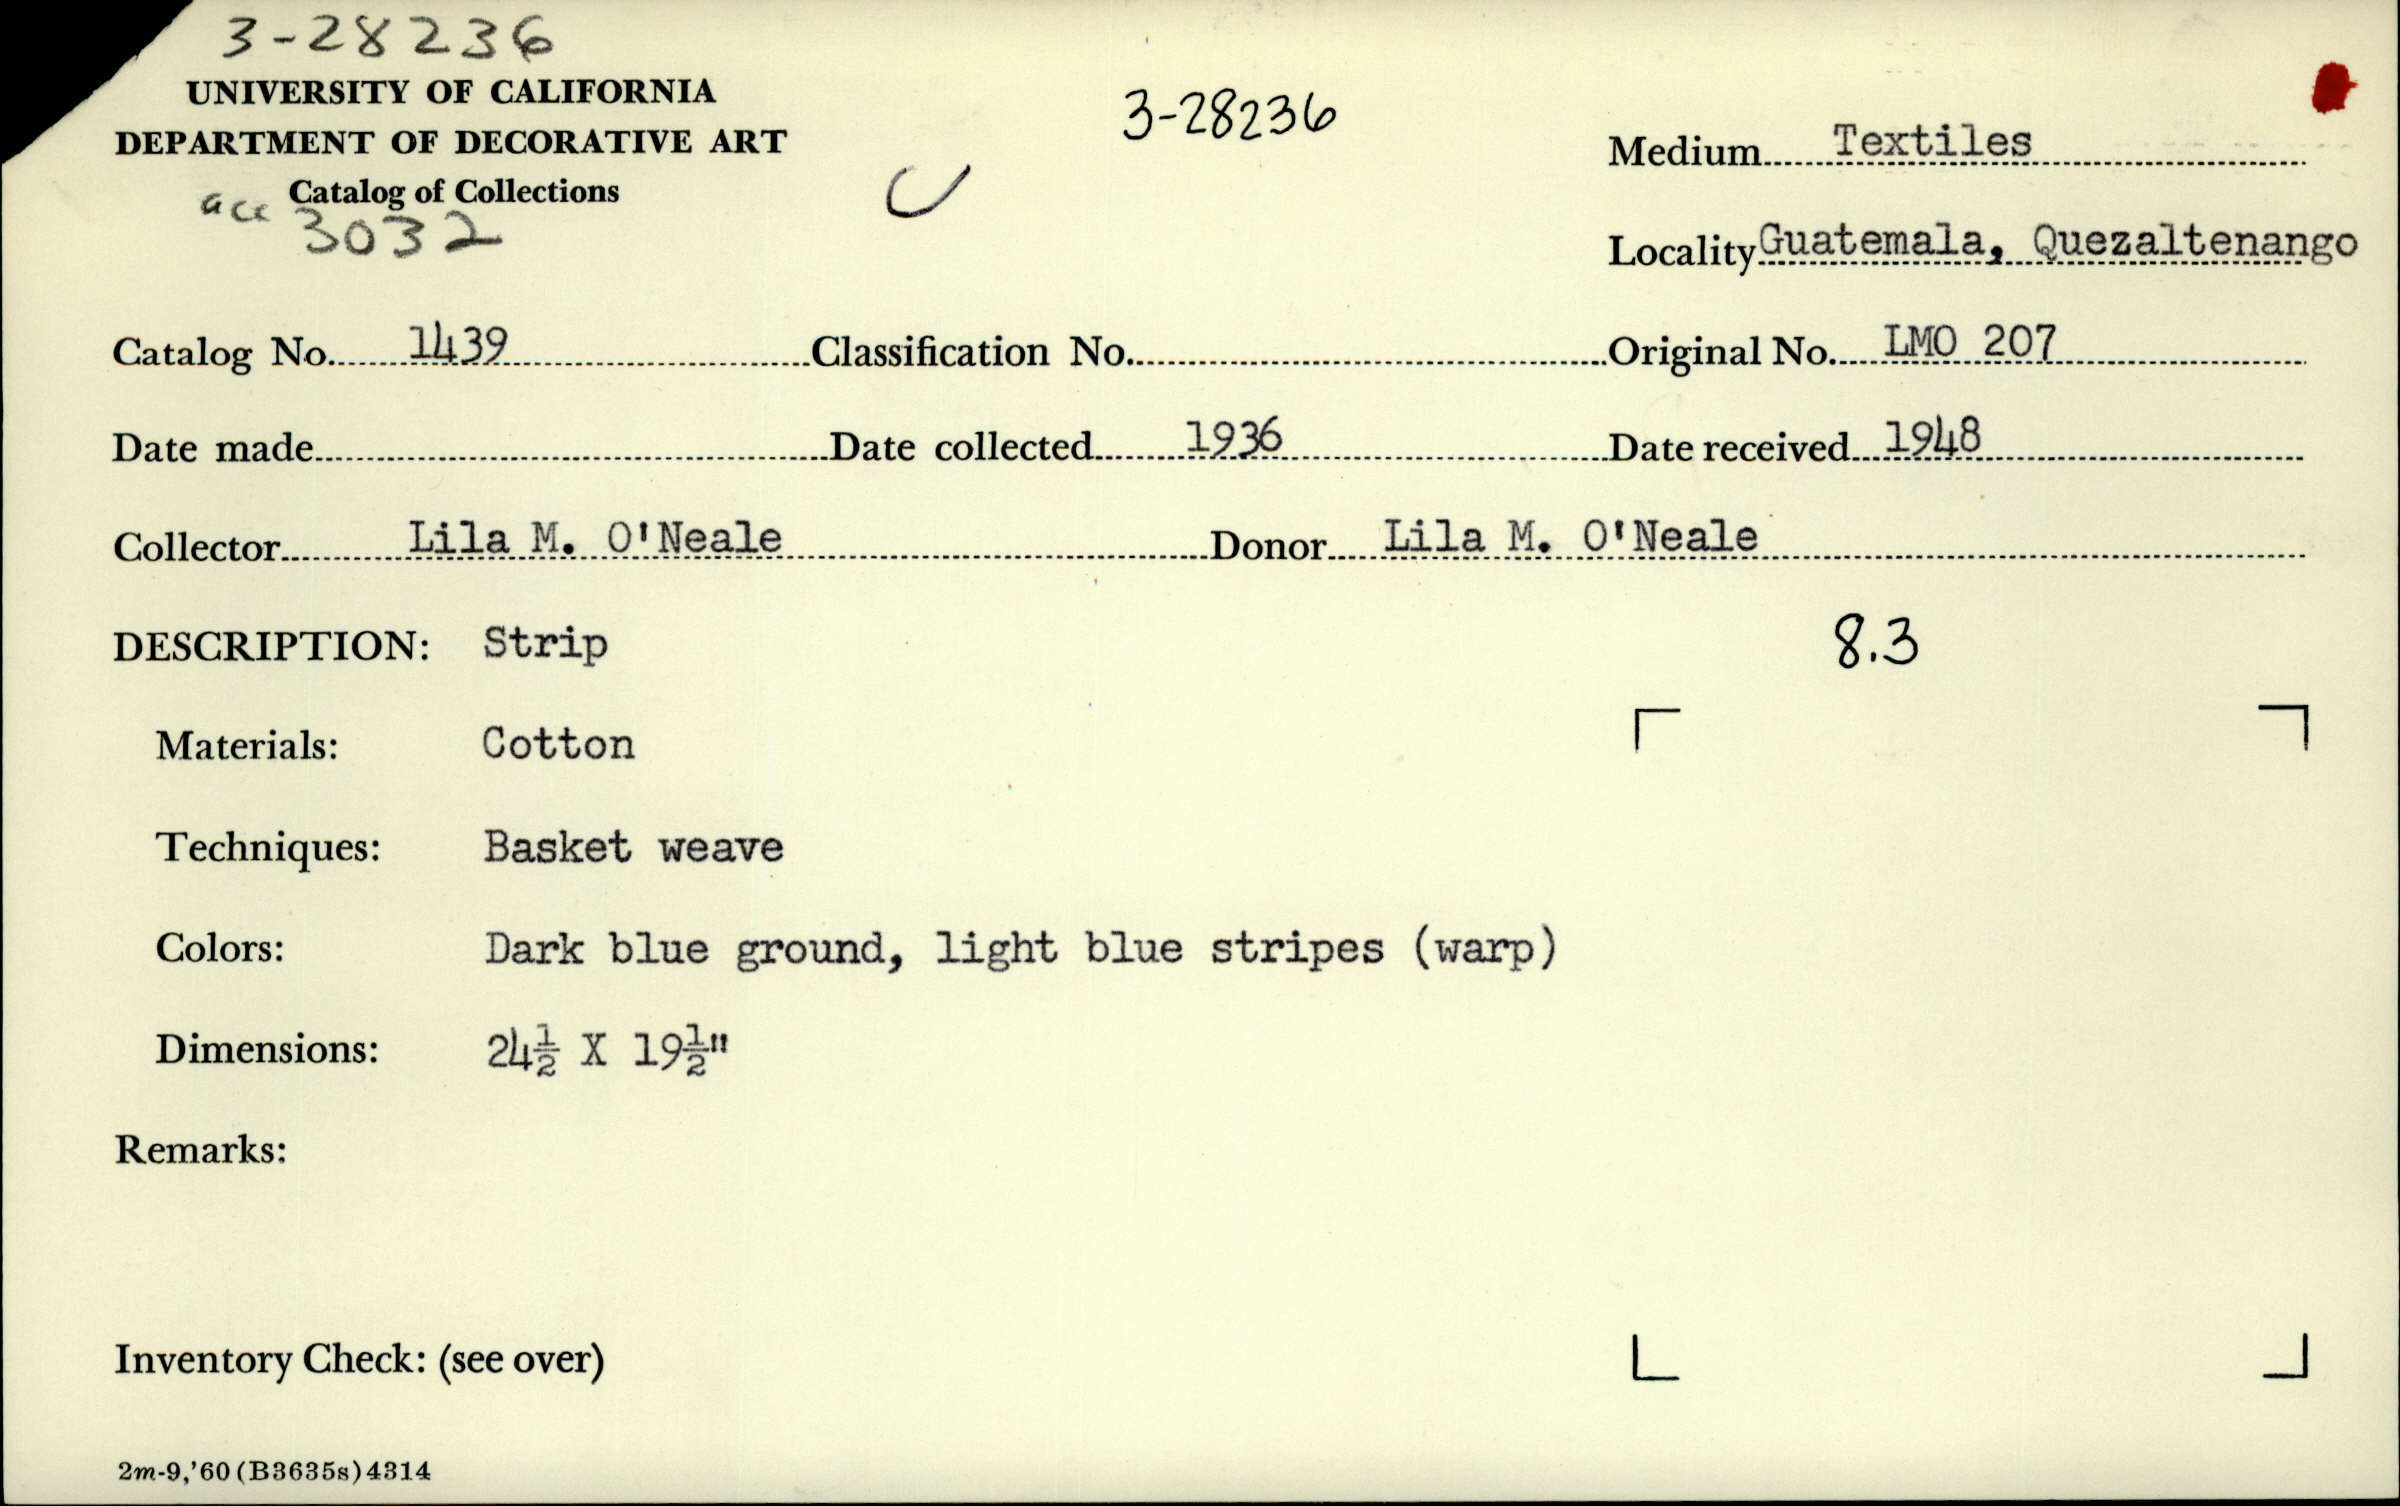 3-28236
UNIVERSITY OF CALIFORNIA
DEPARTMENT OF DECORATIVE ART
Catalog of Collections
acc 3032
3-28236
Medium Textiles
Locality Guatemala, Quezaltenango
Catalog No. 1439 Classification No. Original No. LMO 207
Date made Date collected 1936 Date received 1948
Collector Lila M. O'Neale Donor Lila M. O'Neale
DESCRIPTION: Strip 8.3
Materials: Cotton
Techniques: Basket weave
Colors: Dark blue ground, light blue stripes (warp)
Dimensions: 24½ X 19½"
Remarks:
Inventory Check: (see over)
2m-9,'60 (B3635s) 4314